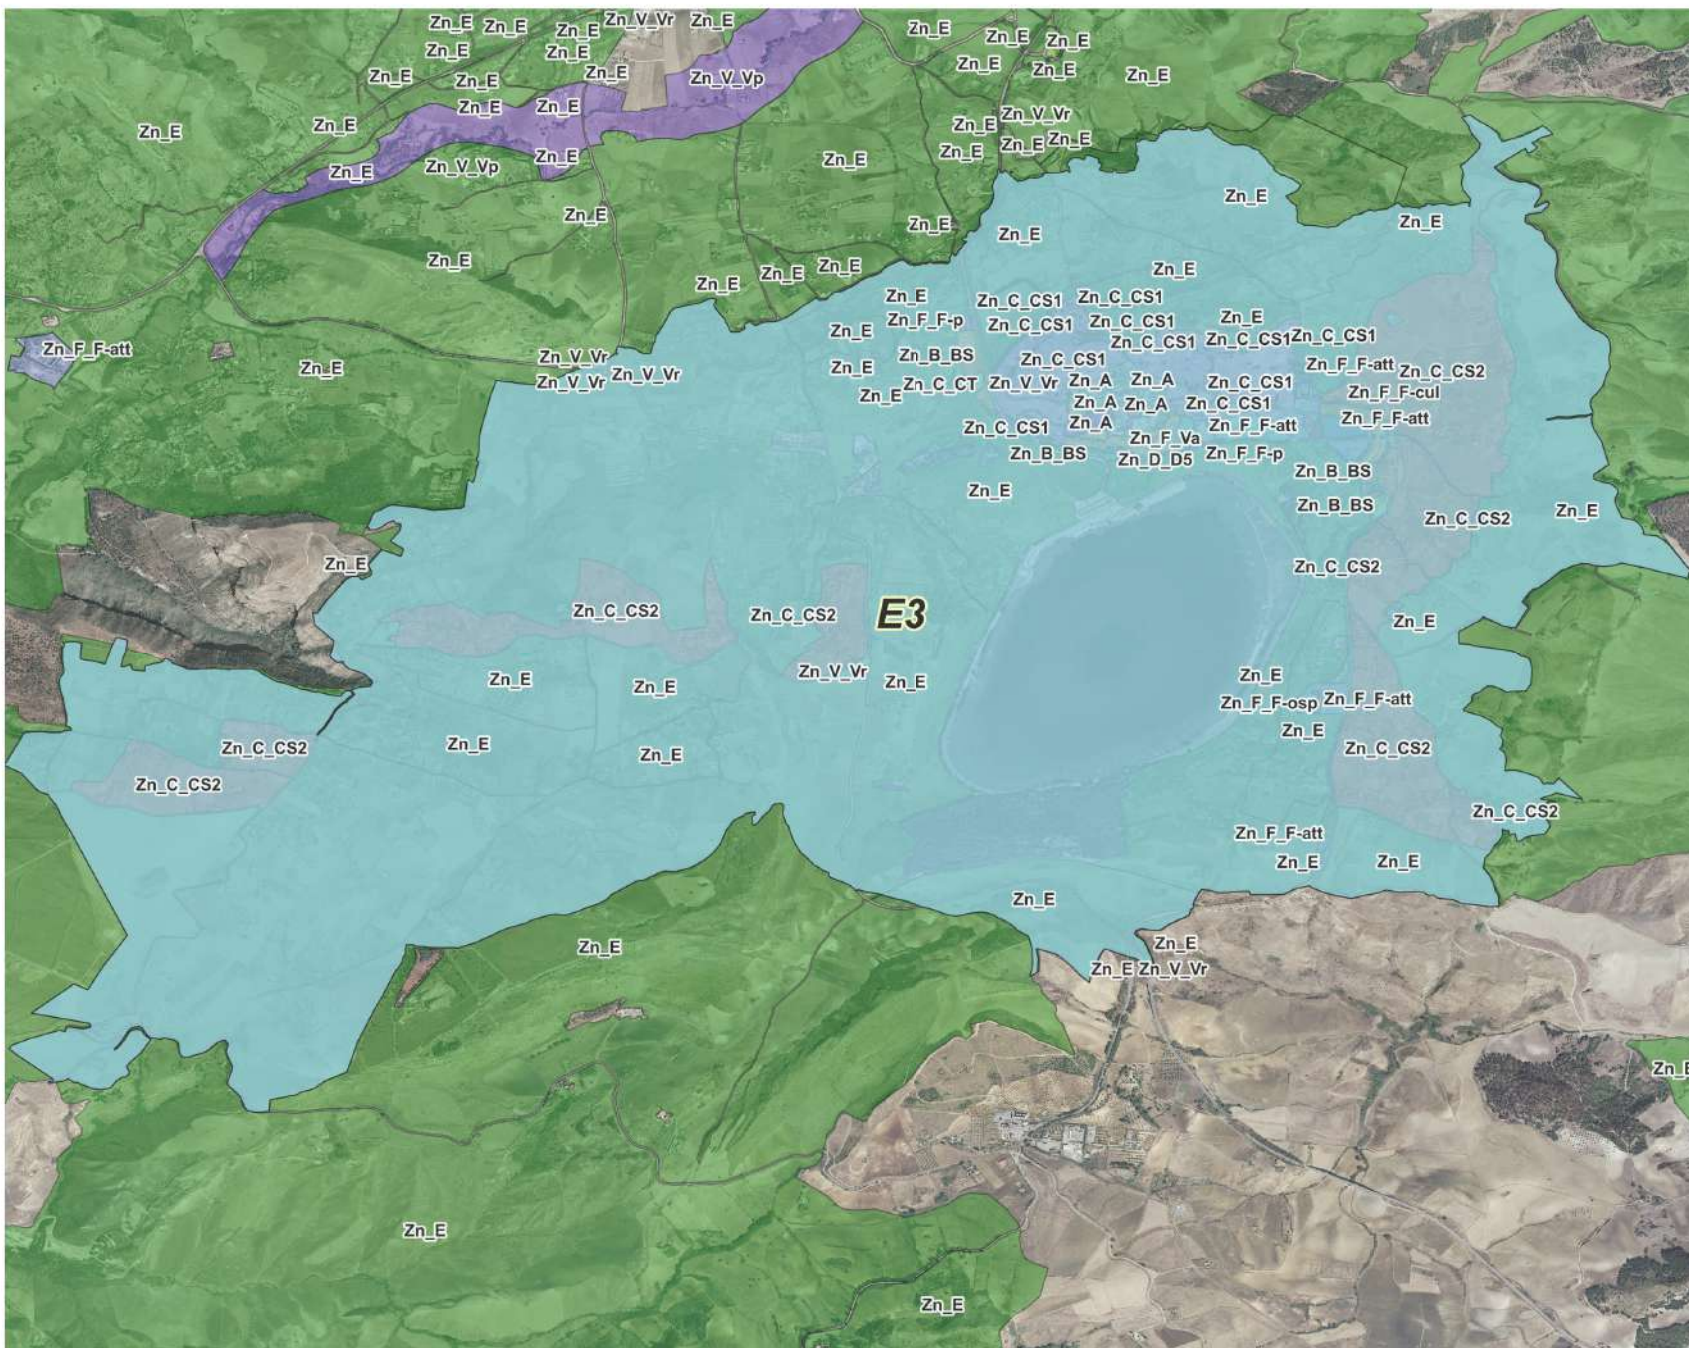 Zn_E Zn_E Zn_E Zn_V_Vr Zn_E Zn_E Zn_E Zn_E
Zn_E Zn_E Zn_E Zn_E
Zn_E Zn_E Zn_E Zn_V_Vp Zn_E Zn_E
Zn_E Zn_E Zn_V_Vr
Zn_E Zn_E Zn_E Zn_E
Zn_E Zn_E Zn_E
Zn_E Zn_V_Vp Zn_E Zn_E
Zn_E Zn_E Zn_E Zn_E
Zn_E
Zn_E Zn_E Zn_E Zn_E Zn_E
Zn_E Zn_C_CS1 Zn_C_CS1
Zn_F_F-p Zn_C_CS1 Zn_C_CS1 Zn_E
Zn_E Zn_C_CS1 Zn_C_CS1 Zn_C_CS1
Zn_F_F-att Zn_V_Vr Zn_B_BS Zn_C_CS1 Zn_F_F-att
Zn_E Zn_V_Vr Zn_V_Vr Zn_E Zn_C_CT Zn_V_Vr Zn_A Zn_A Zn_C_CS1 Zn_C_CS2
Zn_E Zn_A Zn_A Zn_C_CS1 Zn_F_F-cul
Zn_C_CS1 Zn_A Zn_F_F-att Zn_F_F-att
Zn_F_Va
Zn_B_BS Zn_D_D5 Zn_F_F-p
Zn_B_BS
Zn_E Zn_B_BS
Zn_C_CS2 Zn_E
Zn_E Zn_C_CS2
Zn_C_CS2 Zn_C_CS2 E3 Zn_E
Zn_E Zn_E Zn_V_Vr Zn_E Zn_E
Zn_F_F-osp Zn_F_F-att
Zn_E
Zn_C_CS2 Zn_E Zn_E Zn_C_CS2
Zn_C_CS2
Zn_C_CS2
Zn_F_F-att
Zn_E Zn_E
Zn_E
Zn_E Zn_E
Zn_E Zn_V_Vr
Zn_E
Zn_E